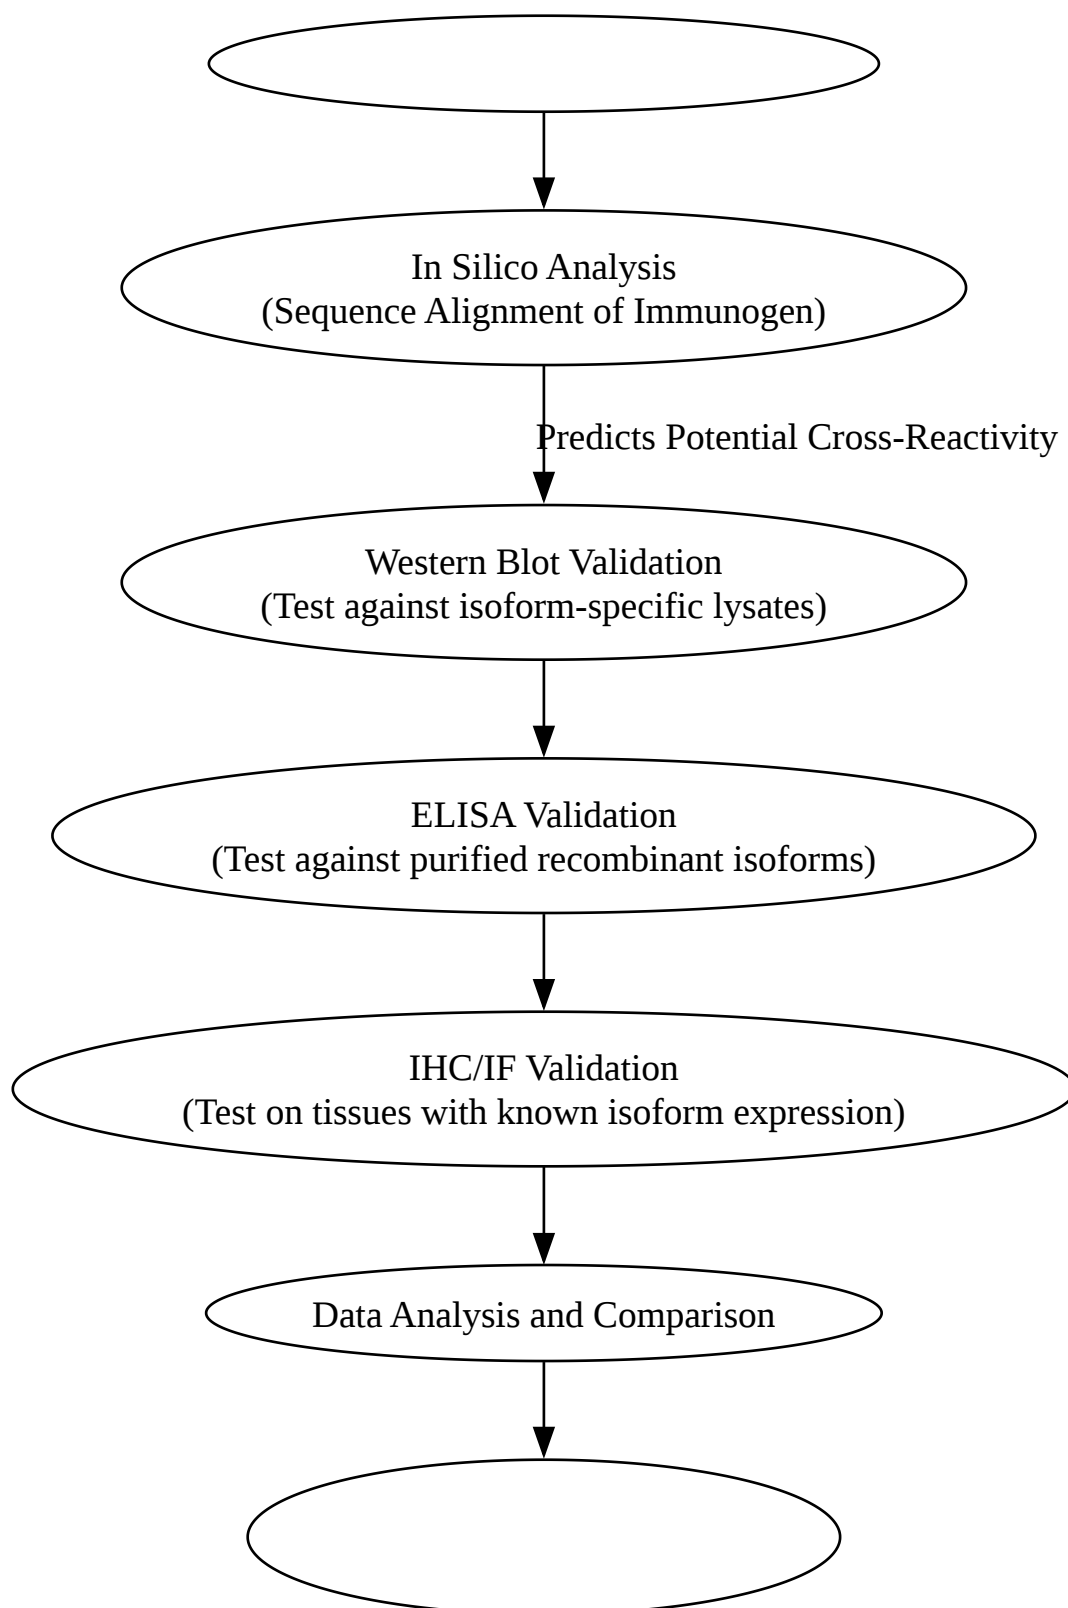 In Silico Analysis
(Sequence Alignment of Immunogen)
Predicts Potential Cross-Reactivity
Western Blot Validation
(Test against isoform-specific lysates)
ELISA Validation
(Test against purified recombinant isoforms)
IHC/IF Validation
(Test on tissues with known isoform expression)
Data Analysis and Comparison